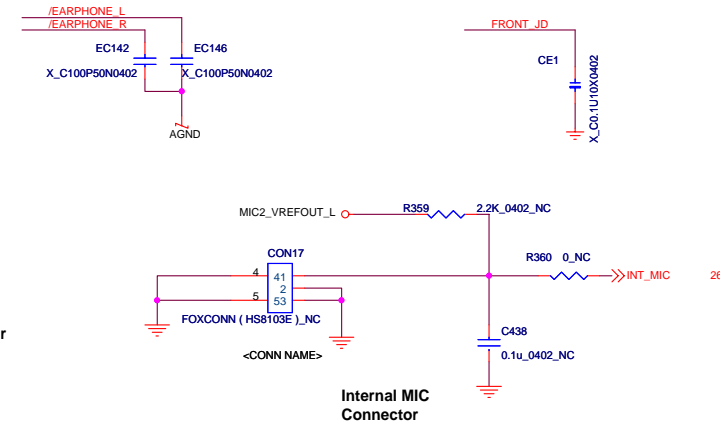 /EARPHONE_L
/EARPHONE_R
FRONT_JD
EC142
EC146
CE1
X_C100P50N0402
X_C100P50N0402
X_C0.1U10X0402
AGND
MIC2_VREFOUT_L
R359
2.2K_0402_NC
CON17
R360
0_NC
4
41
INT_MIC
26
2
5
53
FOXCONN ( HS8103E )_NC
r
C438
0.1u_0402_NC
<CONN NAME>
Internal MIC
Connector